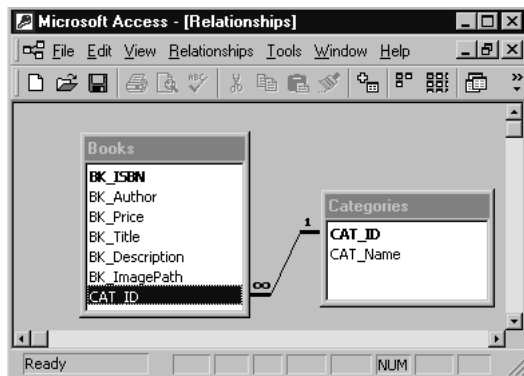 Microsoft Access - [Relationships]
File Edit View Relationships Tools Window Help
ABC
Books
BK_ISBN
BK_Author
BK_Price
BK_Title
BK_Description
BK_ImagePath
CAT_ID
∞
1
Categories
CAT_ID
CAT_Name
Ready
NUM